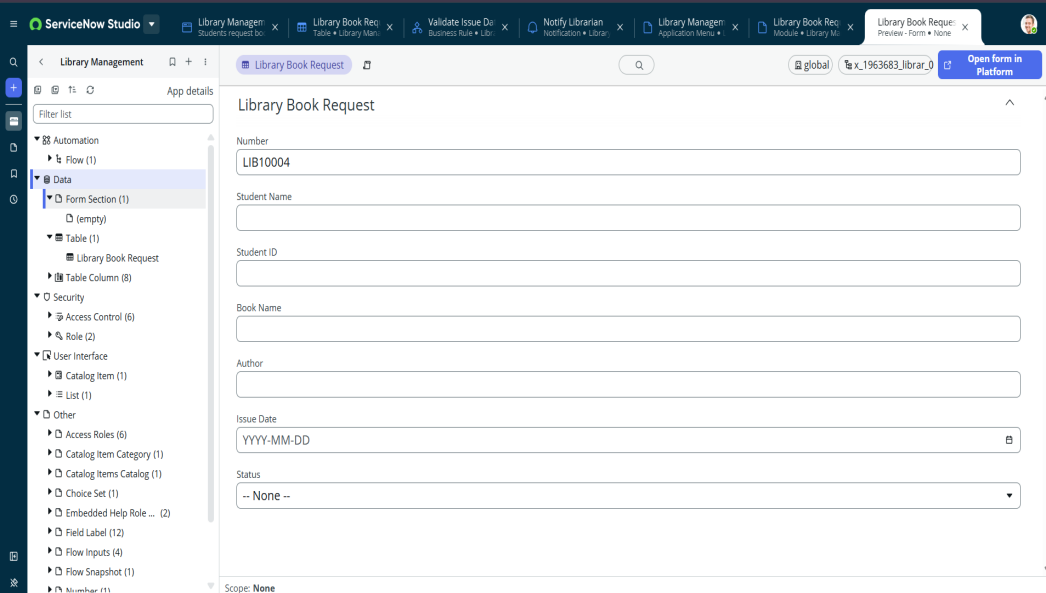 ServiceNow Studio
Library Managem
Students request bo
Library Book Req
Table • Library Mana
Validate Issue Da
Business Rule • Libra
Notify Librarian
Notification • Library
Library Managem
Application Menu •
Library Book Req
Module • Library Ma
Library Book Reques
Preview - Form • None
Library Management
App details
Filter list
Automation
Flow (1)
Data
Form Section (1)
(empty)
Table (1)
Library Book Request
Table Column (8)
Security
Access Control (6)
Role (2)
User Interface
Catalog Item (1)
List (1)
Other
Access Roles (6)
Catalog Item Category (1)
Catalog Items Catalog (1)
Choice Set (1)
Embedded Help Role ... (2)
Field Label (12)
Flow Inputs (4)
Flow Snapshot (1)
Number (1)
Library Book Request
global
x_1963683_librar_0
Open form in
Platform
Library Book Request
Number
LIB10004
Student Name
Student ID
Book Name
Author
Issue Date
YYYY-MM-DD
Status
-- None --
Scope: None